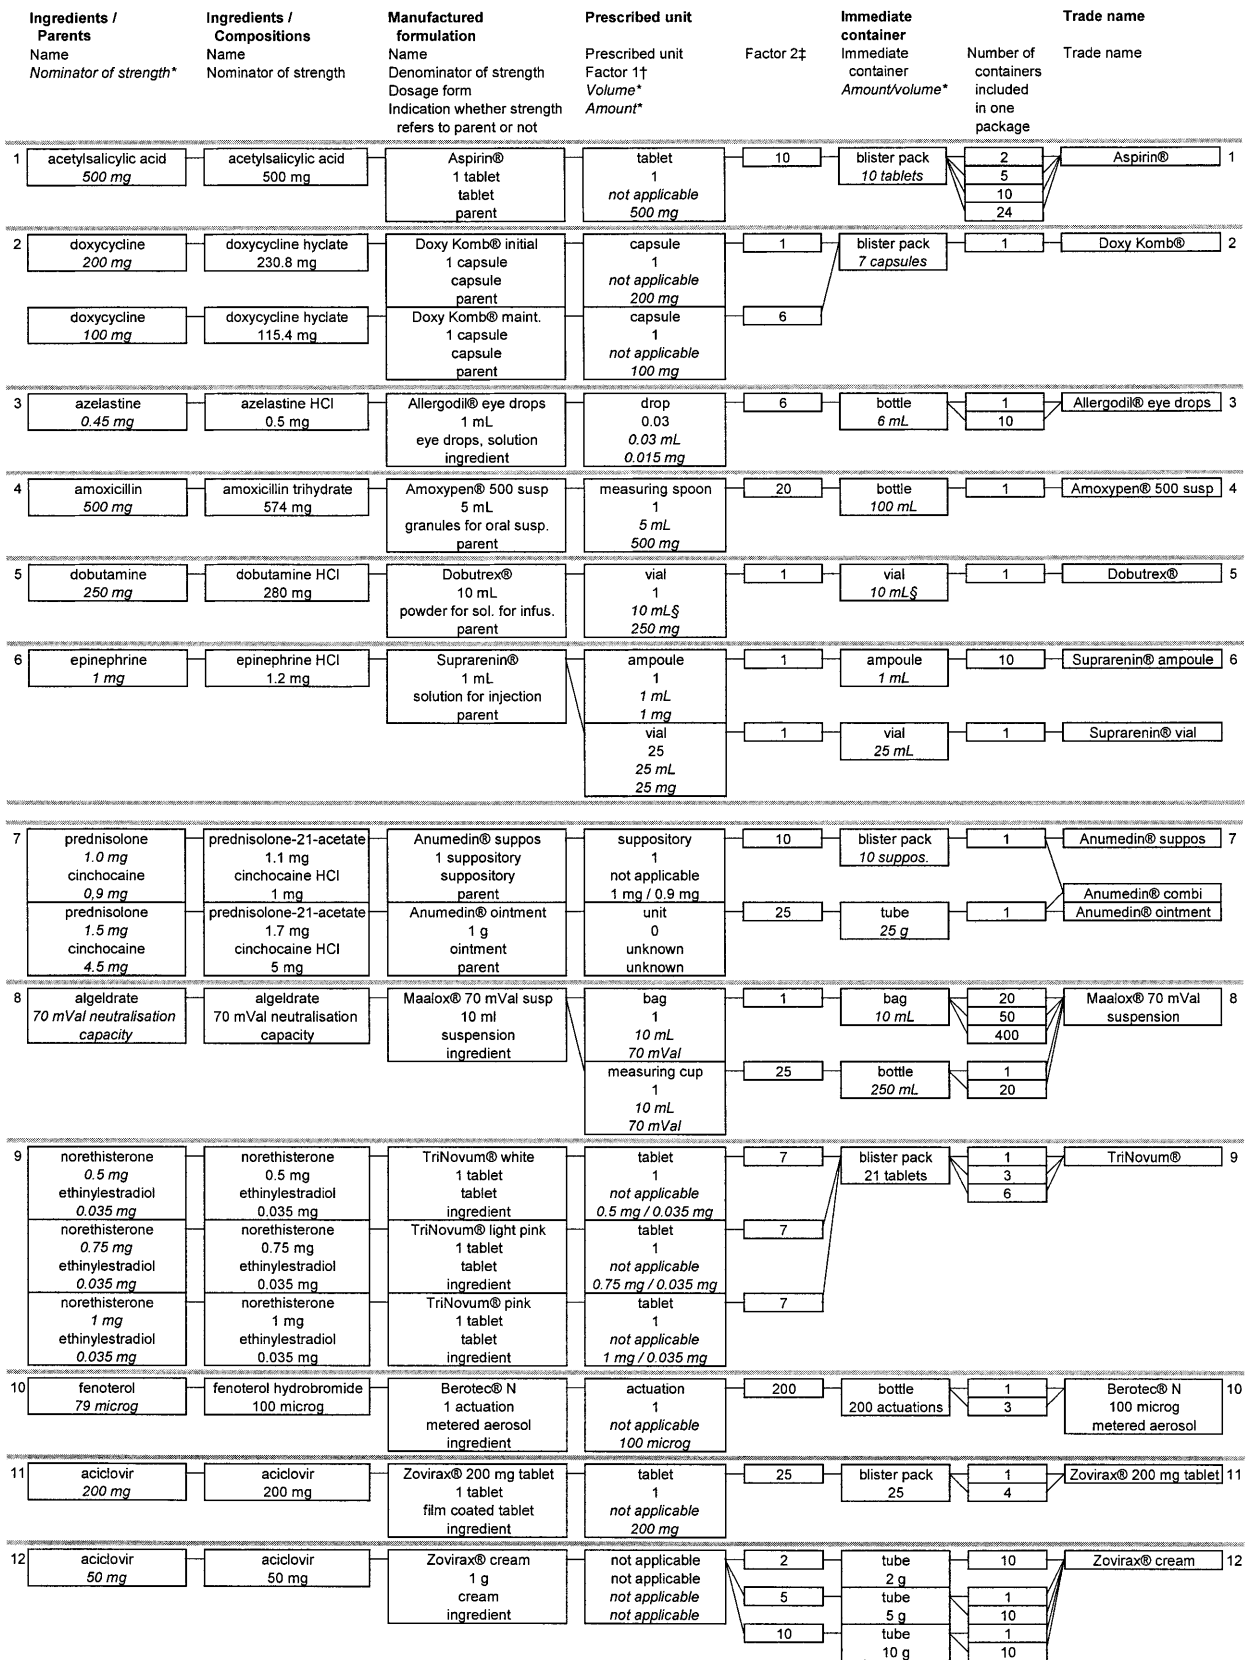 Ingredients / Parents
Name
Nominator of strength*
Ingredients / Compositions
Name
Nominator of strength
Manufactured formulation
Name
Denominator of strength
Dosage form
Indication whether strength refers to parent or not
Prescribed unit
Prescribed unit
Factor 1†
Volume*
Amount*
Factor 2‡
Immediate container
Immediate container
Amount/volume*
Number of containers included in one package
Trade name
Trade name
1 acetylsalicylic acid acetylsalicylic acid Aspirin® tablet 10 blister pack 2 Aspirin® 1
500 mg 500 mg 1 tablet 1 10 tablets 5
tablet not applicable 10
parent 500 mg 24
2 doxycycline doxycycline hyclate Doxy Komb® initial capsule 1 blister pack 1 Doxy Komb® 2
200 mg 230.8 mg 1 capsule 1 7 capsules
capsule not applicable
parent 200 mg
doxycycline doxycycline hyclate Doxy Komb® maint. capsule 6
100 mg 115.4 mg 1 capsule 1
capsule not applicable
parent 100 mg
3 azelastine azelastine HCl Allergodil® eye drops drop 6 bottle 1 Allergodil® eye drops 3
0.45 mg 0.5 mg 1 mL 0.03 6 mL 10
eye drops, solution 0.03 mL
ingredient 0.015 mg
4 amoxicillin amoxicillin trihydrate Amoxypen® 500 susp measuring spoon 20 bottle 1 Amoxypen® 500 susp 4
500 mg 574 mg 5 mL 1 100 mL
granules for oral susp. 5 mL
parent 500 mg
5 dobutamine dobutamine HCl Dobutrex® vial 1 vial 1 Dobutrex® 5
250 mg 280 mg 10 mL 1 10 mL§
powder for sol. for infus. 10 mL§
parent 250 mg
6 epinephrine epinephrine HCl Suprarenin® ampoule 1 ampoule 10 Suprarenin® ampoule 6
1 mg 1.2 mg 1 mL 1 1 mL
solution for injection 1 mL
parent 1 mg
vial 1 vial 1 Suprarenin® vial
25 25 mL
25 mL
25 mg
7 prednisolone prednisolone-21-acetate Anumedin® suppos suppository 10 blister pack 1 Anumedin® suppos 7
1.0 mg 1.1 mg 1 suppository 1 10 suppos.
cinchocaine cinchocaine HCl suppository not applicable
0,9 mg 1 mg parent 1 mg / 0.9 mg Anumedin® combi
prednisolone prednisolone-21-acetate Anumedin® ointment unit 25 tube 1 Anumedin® ointment
1.5 mg 1.7 mg 1 g 0 25 g
cinchocaine cinchocaine HCl ointment unknown
4.5 mg 5 mg parent unknown
8 algeldrate algeldrate Maalox® 70 mVal susp bag 1 bag 20 Maalox® 70 mVal 8
70 mVal neutralisation 70 mVal neutralisation 10 ml 1 10 mL 50 suspension
capacity capacity suspension 10 mL 400
ingredient 70 mVal
measuring cup 25 bottle 1
1 250 mL 20
10 mL
70 mVal
9 norethisterone norethisterone TriNovum® white tablet 7 blister pack 1 TriNovum® 9
0.5 mg 0.5 mg 1 tablet 1 21 tablets 3
ethinylestradiol ethinylestradiol tablet not applicable 6
0.035 mg 0.035 mg ingredient 0.5 mg / 0.035 mg
norethisterone norethisterone TriNovum® light pink tablet 7
0.75 mg 0.75 mg 1 tablet 1
ethinylestradiol ethinylestradiol tablet not applicable
0.035 mg 0.035 mg ingredient 0.75 mg / 0.035 mg
norethisterone norethisterone TriNovum® pink tablet 7
1 mg 1 mg 1 tablet 1
ethinylestradiol ethinylestradiol tablet not applicable
0.035 mg 0.035 mg ingredient 1 mg / 0.035 mg
10 fenoterol fenoterol hydrobromide Berotec® N actuation 200 bottle 1 Berotec® N 10
79 microg 100 microg 1 actuation 1 200 actuations 3 100 microg
metered aerosol not applicable metered aerosol
ingredient 100 microg
11 aciclovir aciclovir Zovirax® 200 mg tablet tablet 25 blister pack 1 Zovirax® 200 mg tablet 11
200 mg 200 mg 1 tablet 1 25 4
film coated tablet not applicable
ingredient 200 mg
12 aciclovir aciclovir Zovirax® cream not applicable 2 tube 10 Zovirax® cream 12
50 mg 50 mg 1 g not applicable 2 g
cream not applicable 5 tube 1
ingredient not applicable 5 g 10
10 tube 1
10 g 10